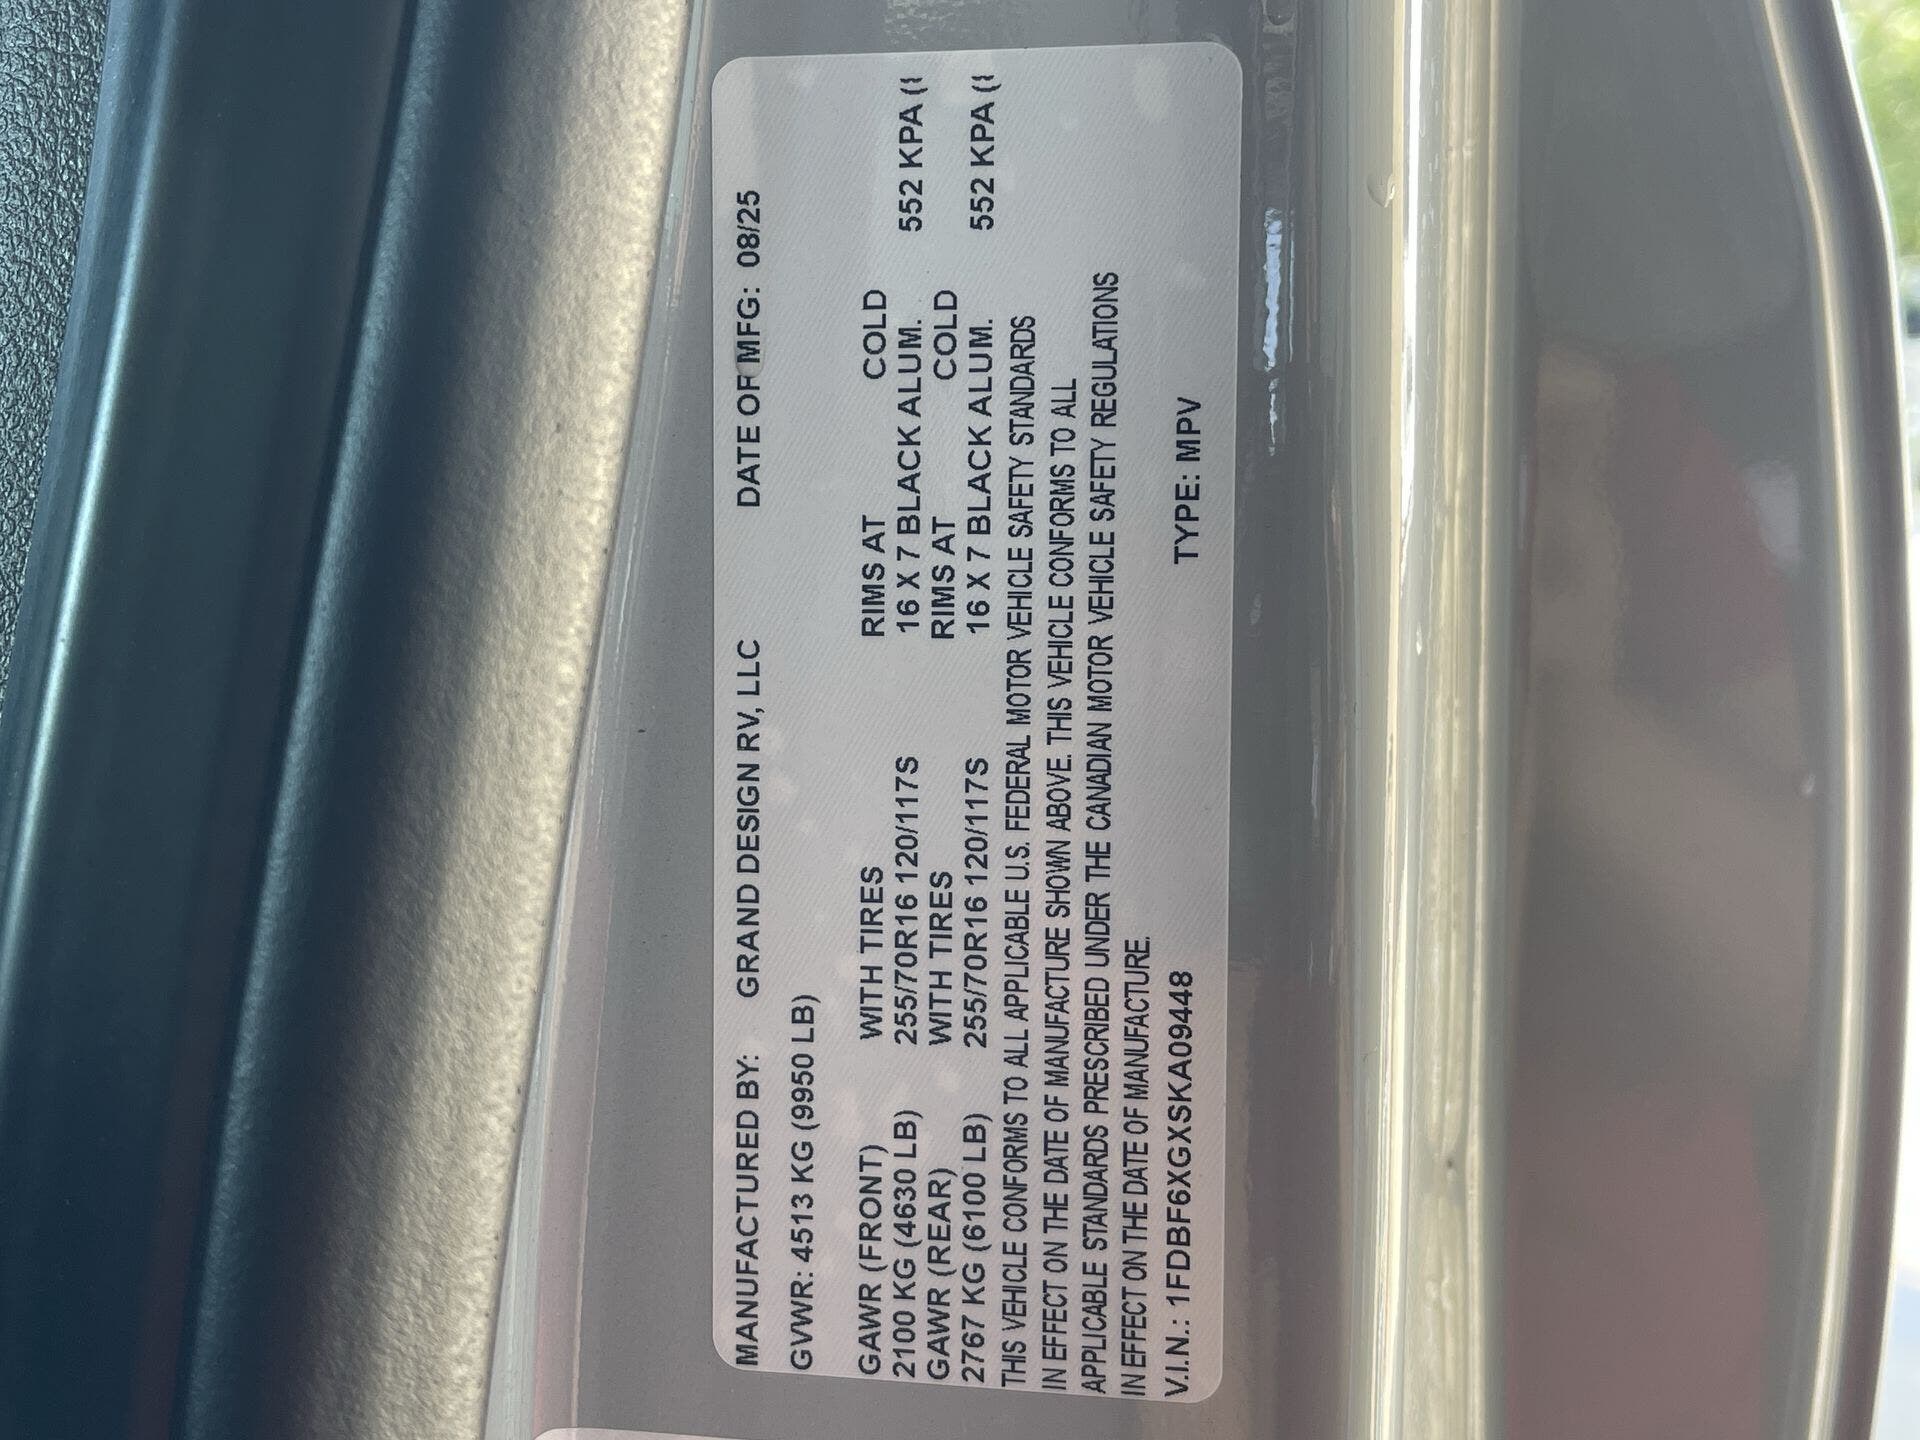 MANUFACTURED BY: GRAND DESIGN RV, LLC DATE OF MFG: 08/25
GVWR: 4513 KG (9950 LB)
GAWR (FRONT) WITH TIRES RIMS AT COLD
2100 KG (4630 LB) 255/70R16 120/117S 16 X 7 BLACK ALUM. 552 KPA (
GAWR (REAR) WITH TIRES RIMS AT COLD
2767 KG (6100 LB) 255/70R16 120/117S 16 X 7 BLACK ALUM. 552 KPA (
THIS VEHICLE CONFORMS TO ALL APPLICABLE U.S. FEDERAL MOTOR VEHICLE SAFETY STANDARDS
IN EFFECT ON THE DATE OF MANUFACTURE SHOWN ABOVE. THIS VEHICLE CONFORMS TO ALL
APPLICABLE STANDARDS PRESCRIBED UNDER THE CANADIAN MOTOR VEHICLE SAFETY REGULATIONS
IN EFFECT ON THE DATE OF MANUFACTURE.
V.I.N.: 1FDBF6XGXSKA09448 TYPE: MPV